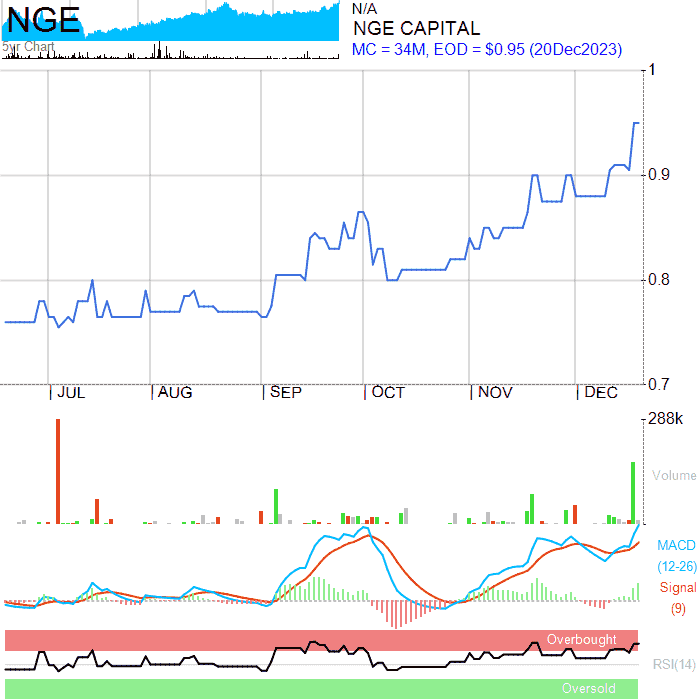 NGE
5yr Chart
N/A
NGE CAPITAL
MC = 34M, EOD = $0.95 (20Dec2023)
1
0.9
0.8
0.7
JUL AUG SEP OCT NOV DEC
288k
Volume
MACD
(12-26)
Signal
(9)
Overbought
RSI(14)
Oversold